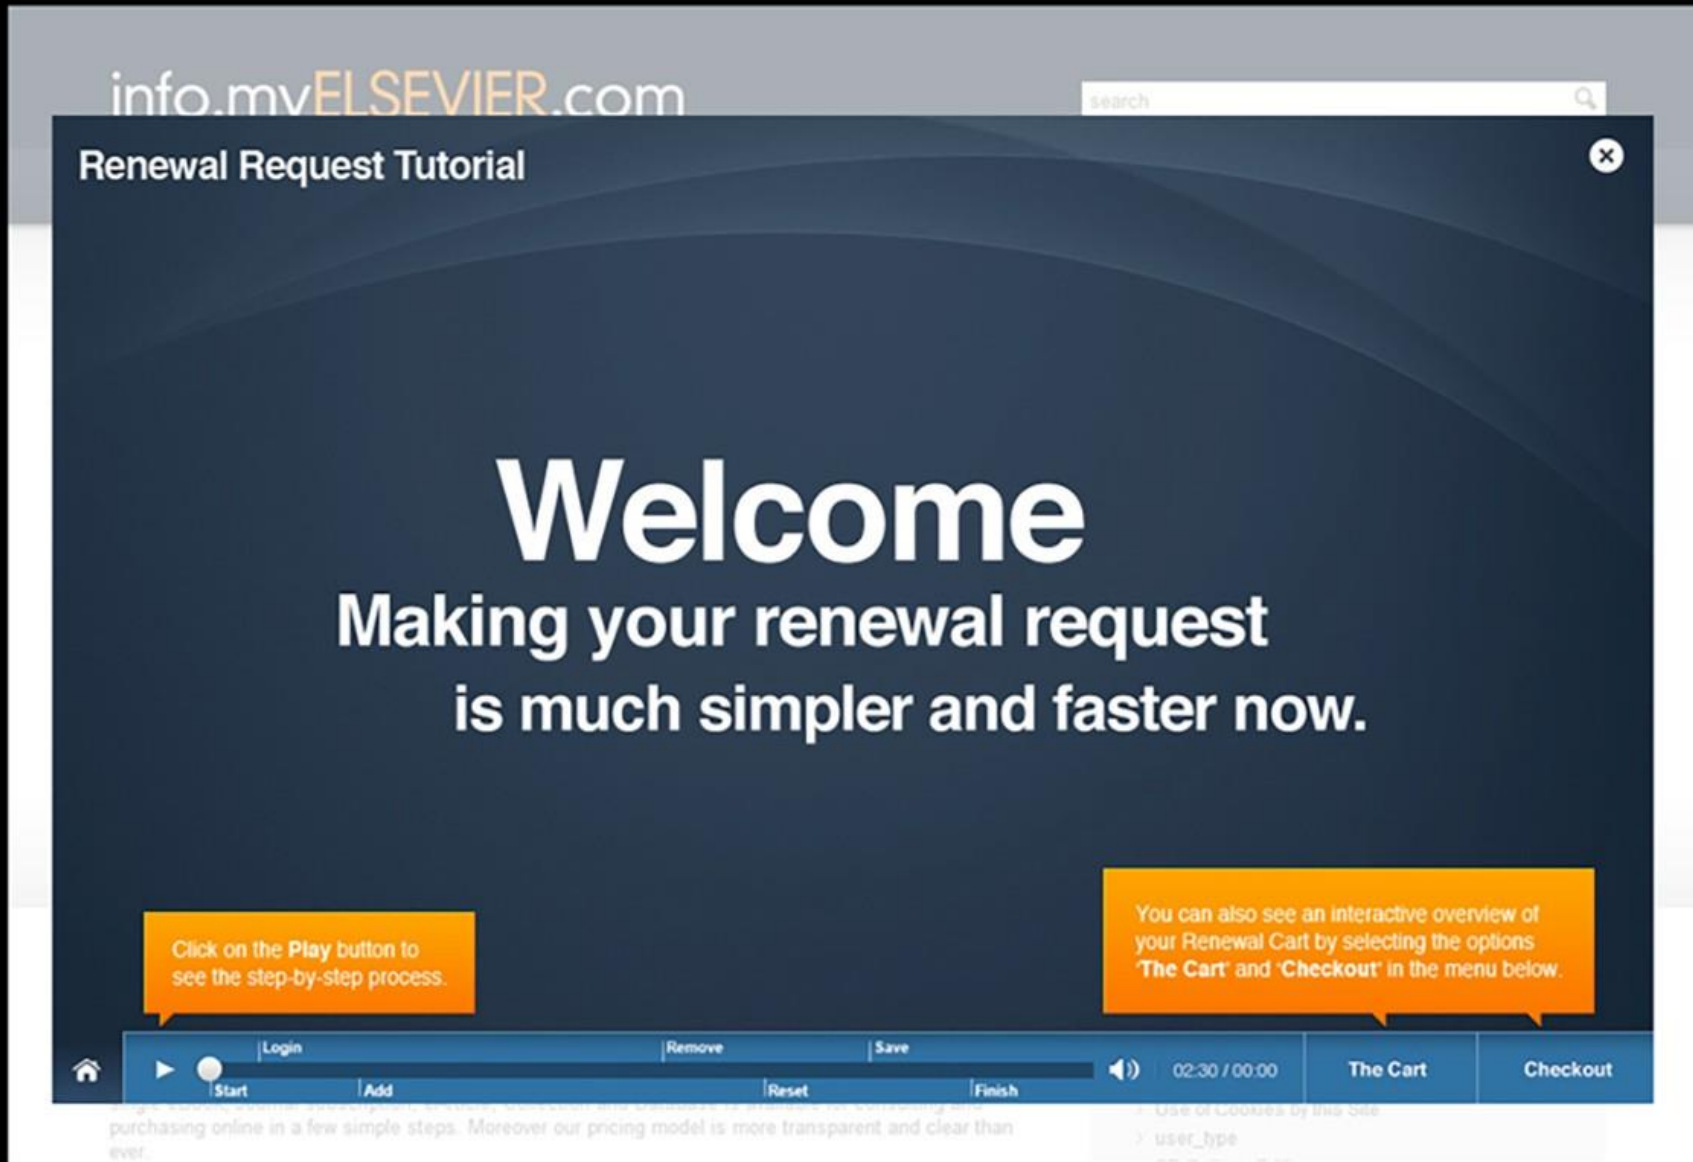 info.myELSEVIER.com
search
Renewal Request Tutorial
Welcome
Making your renewal request
is much simpler and faster now.
Click on the Play button to
see the step-by-step process.
You can also see an interactive overview of
your Renewal Cart by selecting the options
'The Cart' and 'Checkout' in the menu below.
Login
Remove
Save
Start
Add
Reset
Finish
02:30 / 00:00
The Cart
Checkout
Use of Cookies by this Site
purchasing online in a few simple steps. Moreover our pricing model is more transparent and clear than
ever.
user_type